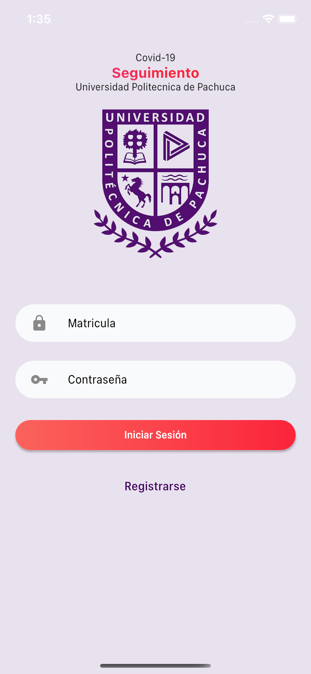 1:35
Covid-19
Seguimiento
Universidad Politecnica de Pachuca
UNIVERSIDAD
POLITÉCNICA DE PACHUCA
Matricula
Contraseña
Iniciar Sesión
Registrarse